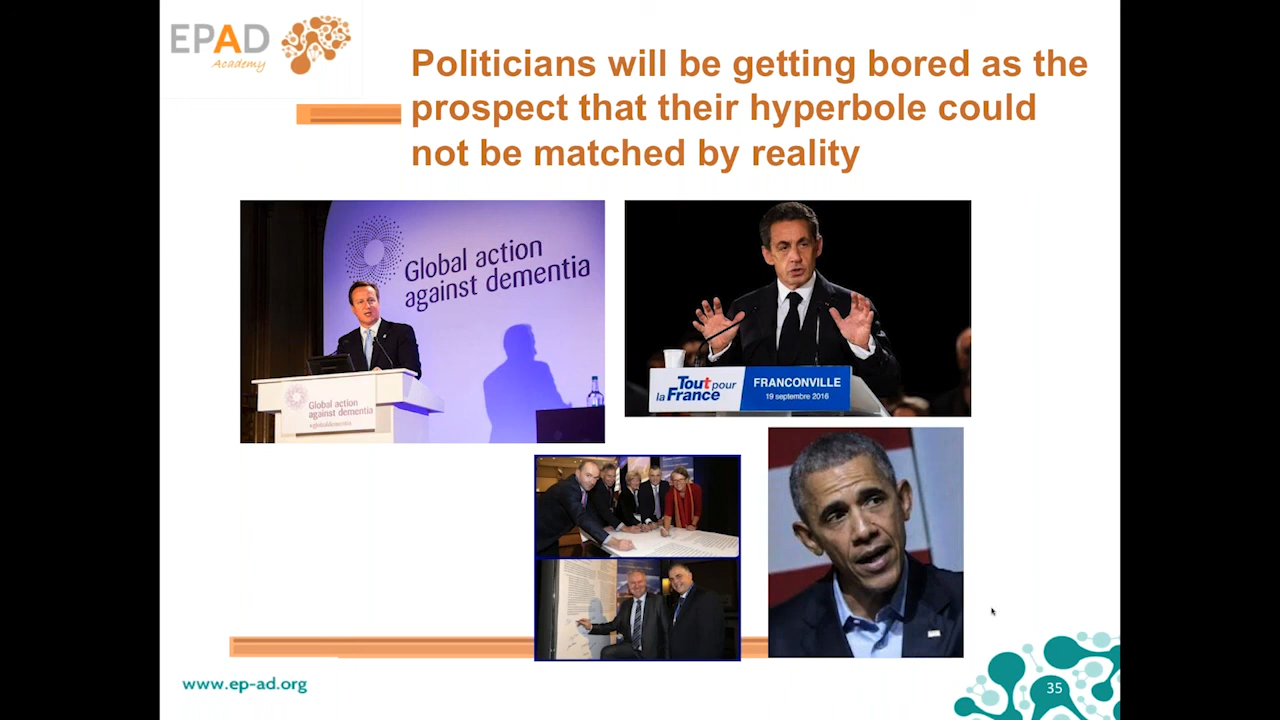 EPAD
Academy
Politicians will be getting bored as the
prospect that their hyperbole could
not be matched by reality
Global action
against dementia
Global action
against dementia
Tout pour
la France
FRANCONVILLE
19 septembre 2016
www.ep-ad.org
35